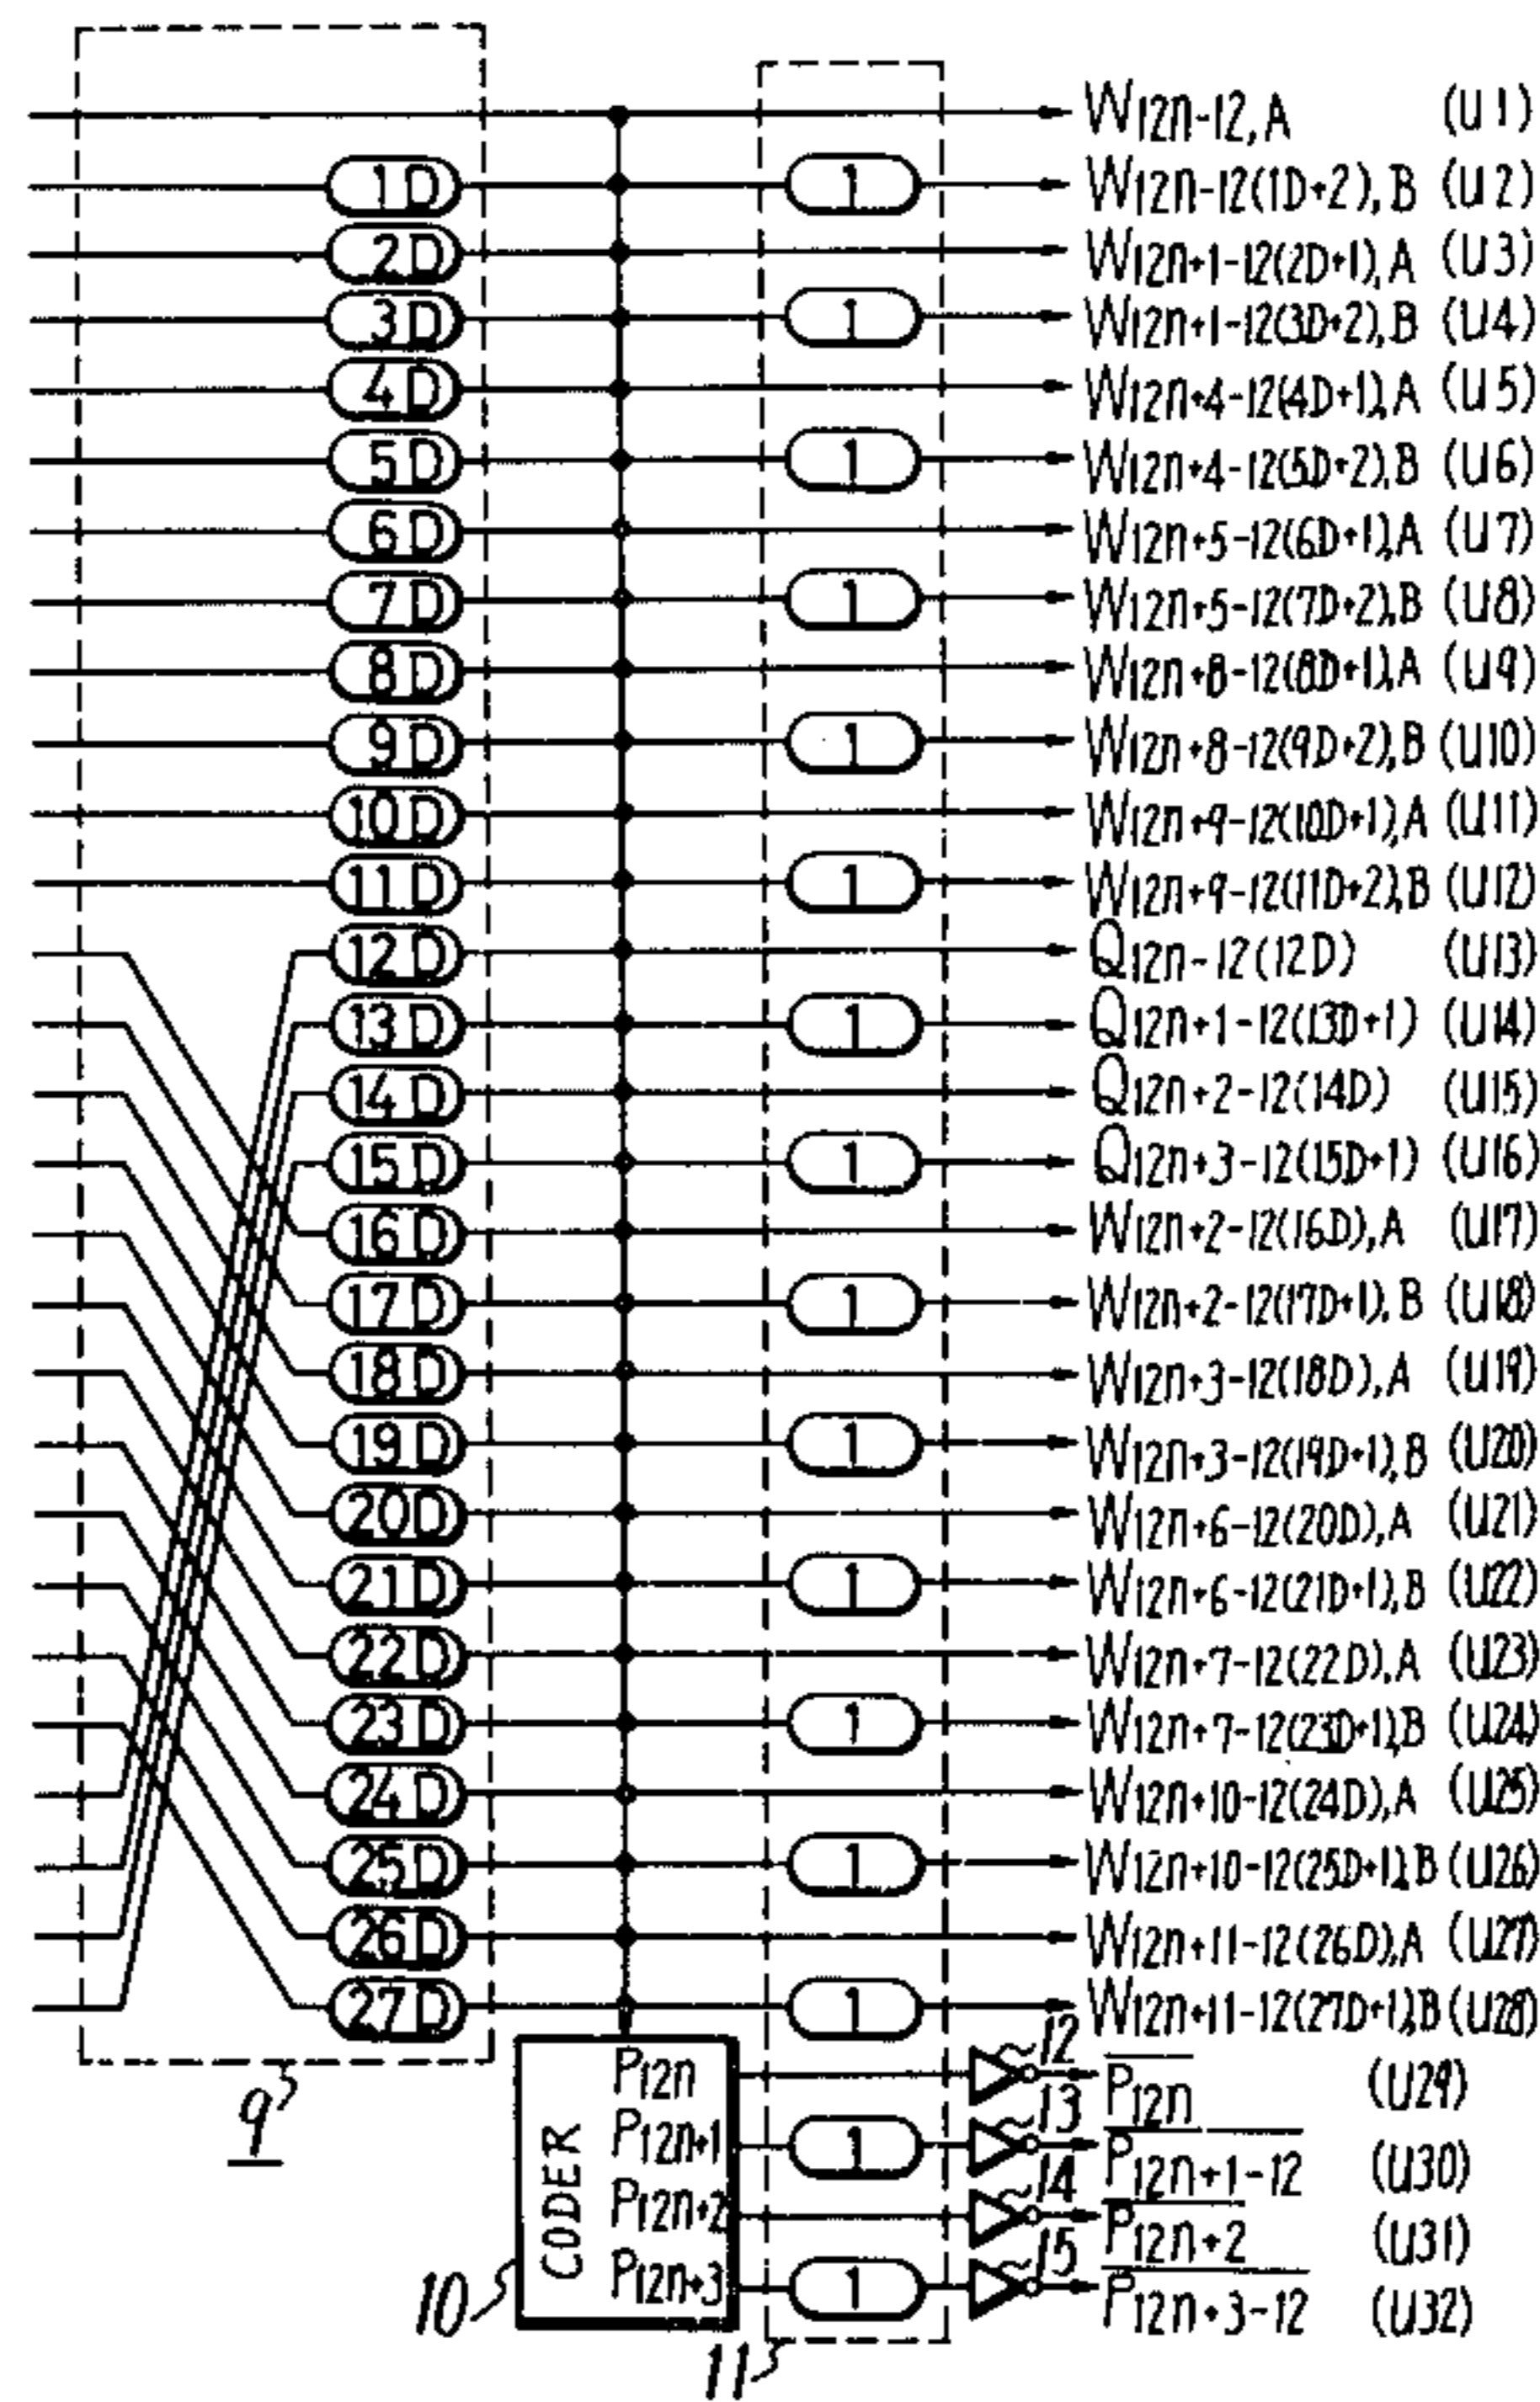 W12n-12, A (U1)
1D 1 W12n-12(1D+2), B (U2)
2D W12n+1-12(2D+1), A (U3)
3D 1 W12n+1-12(3D+2), B (U4)
4D W12n+4-12(4D+1), A (U5)
5D 1 W12n+4-12(5D+2), B (U6)
6D W12n+5-12(6D+1), A (U7)
7D 1 W12n+5-12(7D+2), B (U8)
8D W12n+8-12(8D+1), A (U9)
9D 1 W12n+8-12(9D+2), B (U10)
10D W12n+9-12(10D+1), A (U11)
11D 1 W12n+9-12(11D+2), B (U12)
12D Q12n-12(12D) (U13)
13D 1 Q12n+1-12(13D+1) (U14)
14D Q12n+2-12(14D) (U15)
15D 1 Q12n+3-12(15D+1) (U16)
16D W12n+2-12(16D), A (U17)
17D 1 W12n+2-12(17D+1), B (U18)
18D W12n+3-12(18D), A (U19)
19D 1 W12n+3-12(19D+1), B (U20)
20D W12n+6-12(20D), A (U21)
21D 1 W12n+6-12(21D+1), B (U22)
22D W12n+7-12(22D), A (U23)
23D 1 W12n+7-12(23D+1), B (U24)
24D W12n+10-12(24D), A (U25)
25D 1 W12n+10-12(25D+1), B (U26)
26D W12n+11-12(26D), A (U27)
27D 1 W12n+11-12(27D+1), B (U28)
9
CODER
P12n 12 P12n (U29)
P12n+1 1 13 P12n+1-12 (U30)
P12n+2 14 P12n+2 (U31)
P12n+3 1 15 P12n+3-12 (U32)
10
11